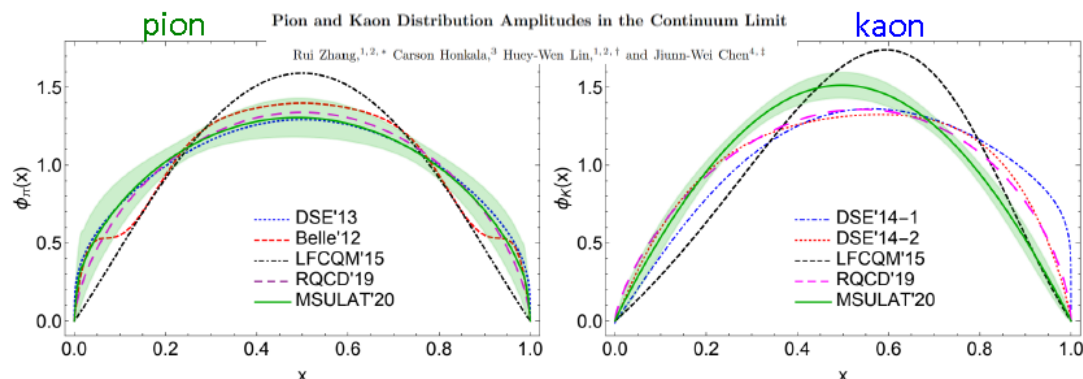 Pion and Kaon Distribution Amplitudes in the Continuum Limit
Rui Zhang,1, 2, * Carson Honkala,3 Huey-Wen Lin,1, 2, † and Jiunn-Wei Chen4, ‡
pion
kaon
ϕπ(x)
1.5
1.0
0.5
0.0
DSE'13
Belle'12
LFCQM'15
RQCD'19
MSULAT'20
0.0 0.2 0.4 0.6 0.8 1.0
x
ϕK(x)
1.5
1.0
0.5
0.0
DSE'14-1
DSE'14-2
LFCQM'15
RQCD'19
MSULAT'20
0.0 0.2 0.4 0.6 0.8 1.0
x